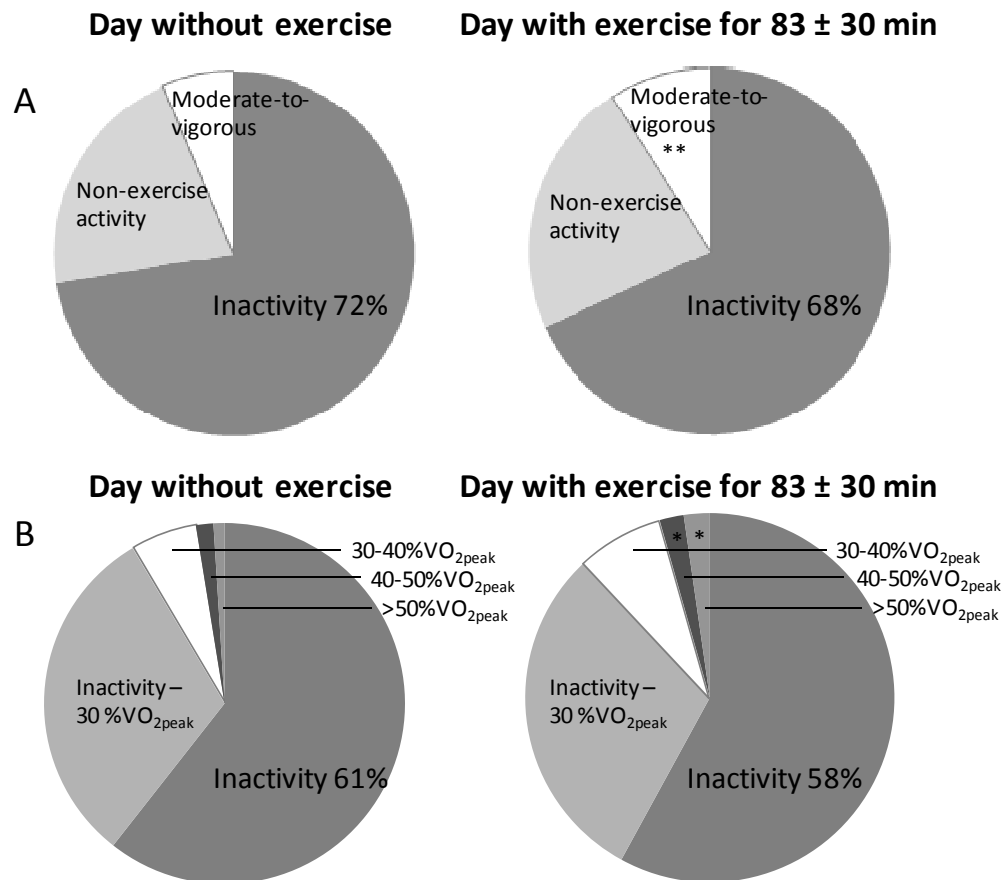 Day without exercise
Day with exercise for 83 ± 30 min
A
Moderate-to-
vigorous
Non-exercise
activity
Inactivity 72%
Moderate-to-
vigorous
**
Non-exercise
activity
Inactivity 68%
Day without exercise
Day with exercise for 83 ± 30 min
B
30-40%VO2peak
40-50%VO2peak
>50%VO2peak
Inactivity –
30 %VO2peak
Inactivity 61%
* *
30-40%VO2peak
40-50%VO2peak
>50%VO2peak
Inactivity –
30 %VO2peak
Inactivity 58%